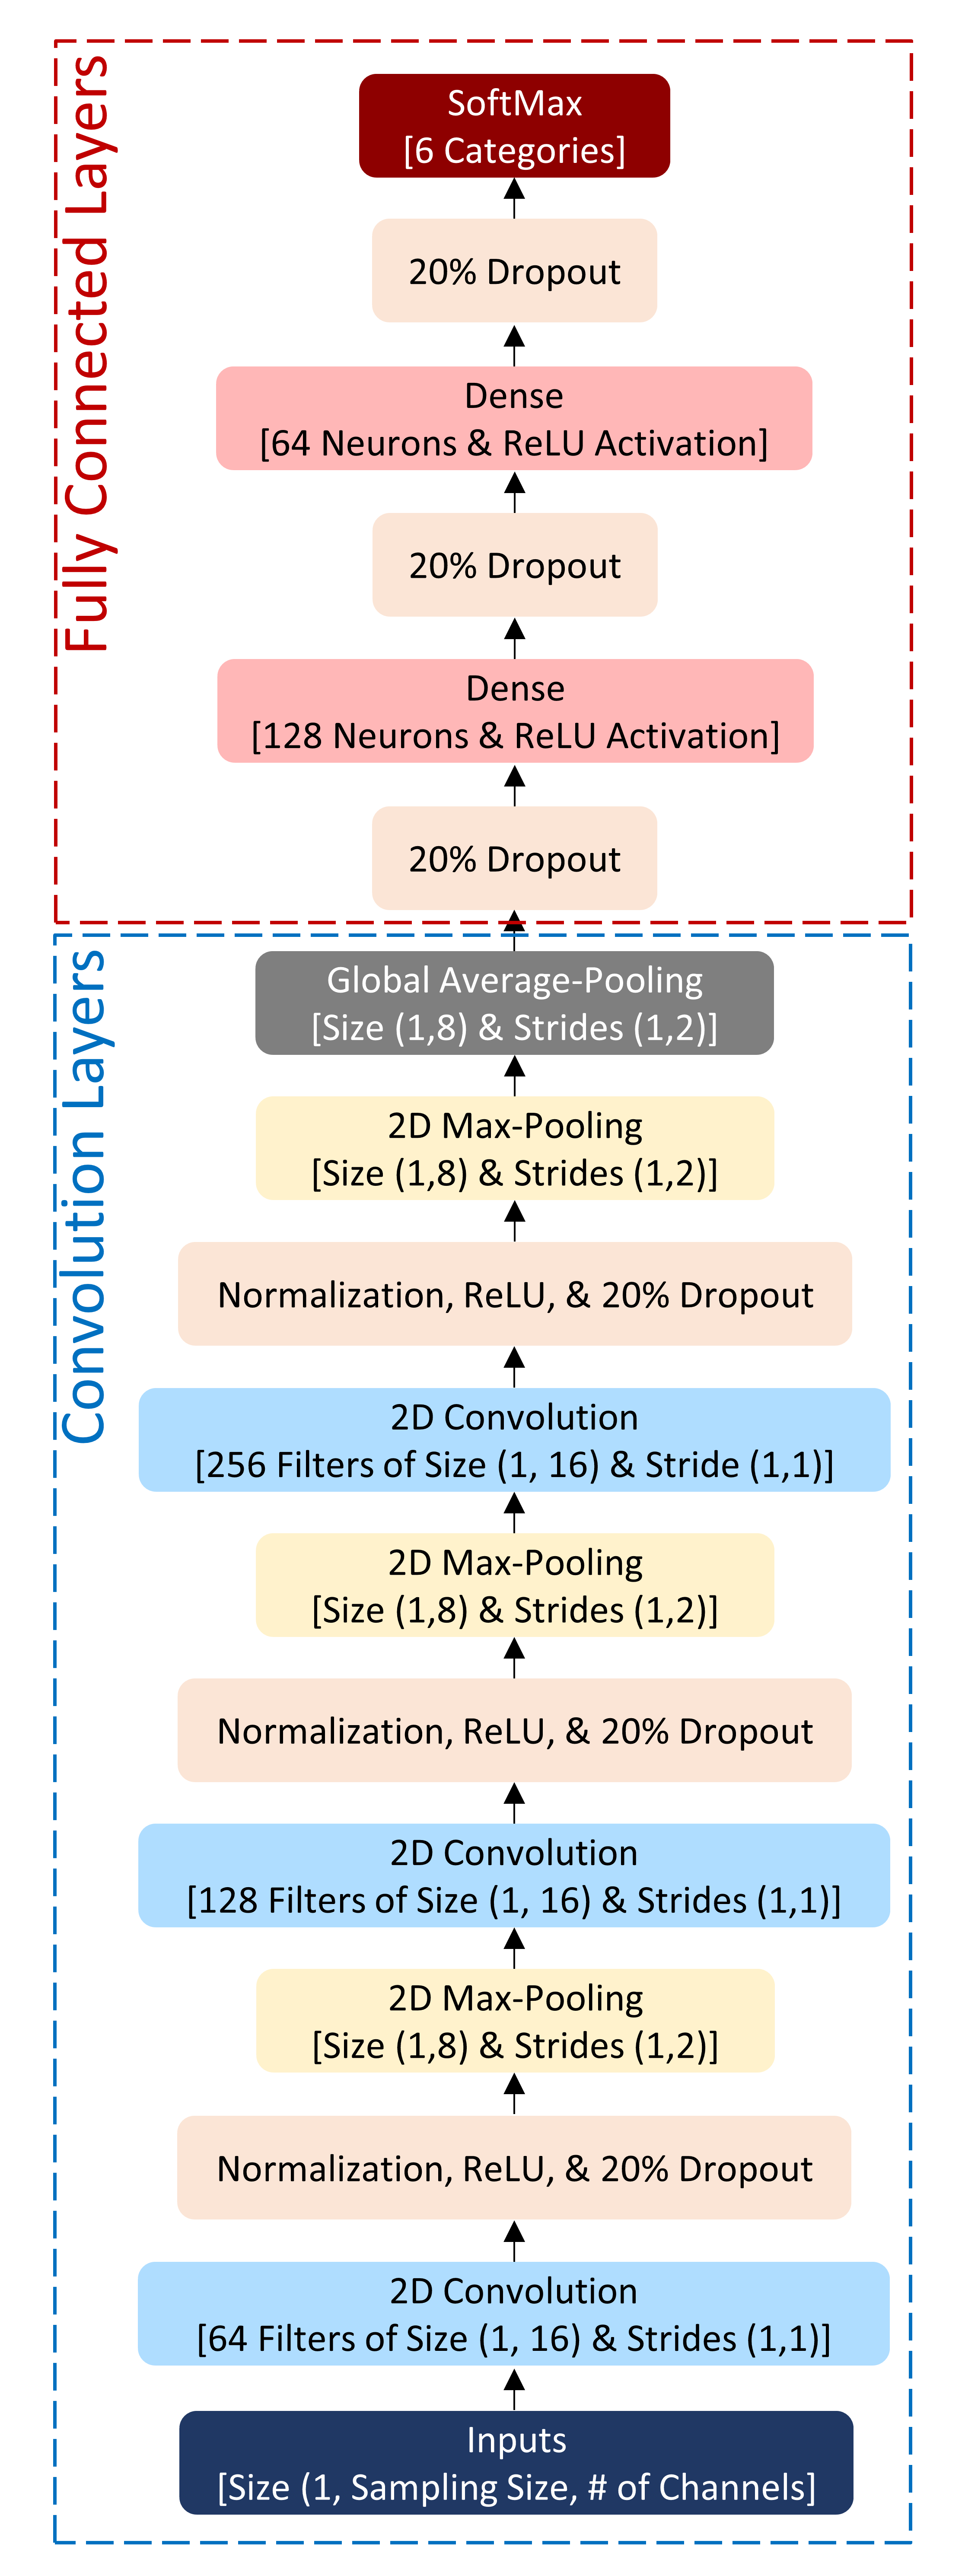 Fully Connected Layers
SoftMax
[6 Categories]
20% Dropout
Dense
[64 Neurons & ReLU Activation]
20% Dropout
Dense
[128 Neurons & ReLU Activation]
20% Dropout
Convolution Layers
Global Average-Pooling
[Size (1,8) & Strides (1,2)]
2D Max-Pooling
[Size (1,8) & Strides (1,2)]
Normalization, ReLU, & 20% Dropout
2D Convolution
[256 Filters of Size (1, 16) & Stride (1,1)]
2D Max-Pooling
[Size (1,8) & Strides (1,2)]
Normalization, ReLU, & 20% Dropout
2D Convolution
[128 Filters of Size (1, 16) & Strides (1,1)]
2D Max-Pooling
[Size (1,8) & Strides (1,2)]
Normalization, ReLU, & 20% Dropout
2D Convolution
[64 Filters of Size (1, 16) & Strides (1,1)]
Inputs
[Size (1, Sampling Size, # of Channels]